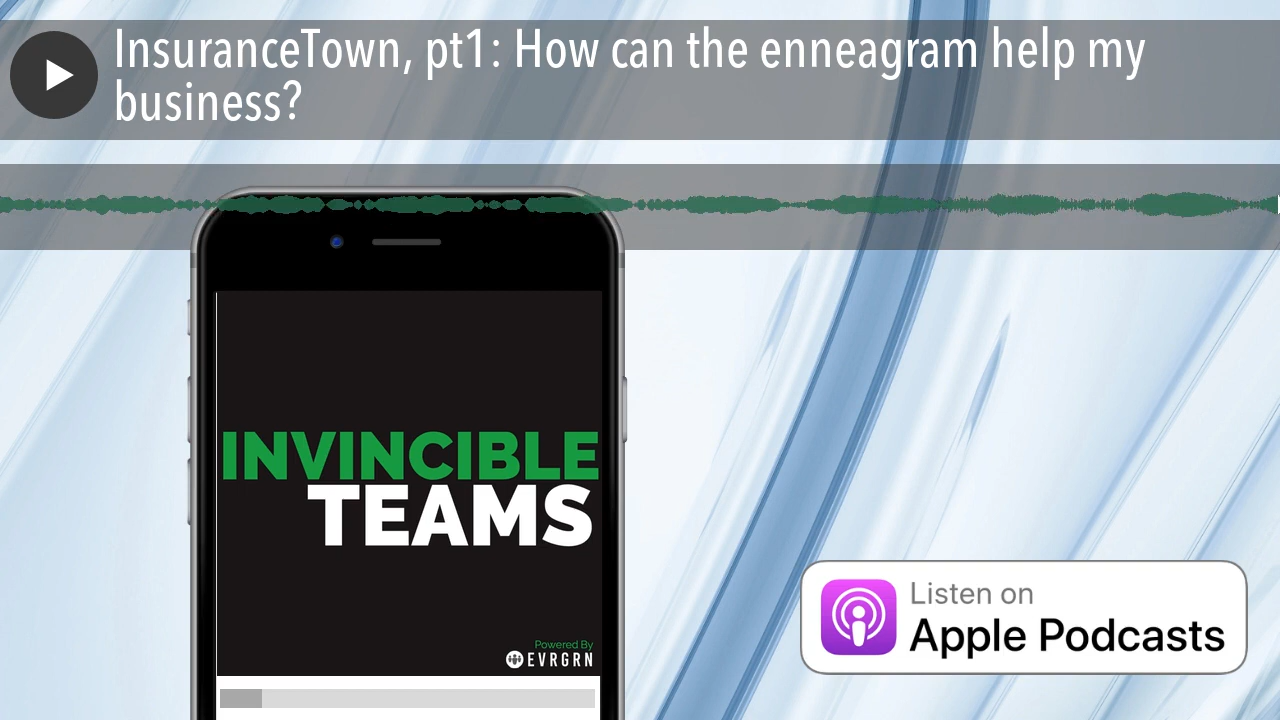 InsuranceTown, pt1: How can the enneagram help my
business?
INVINCIBLE
TEAMS
Powered By
EVRGRN
Listen on
Apple Podcasts